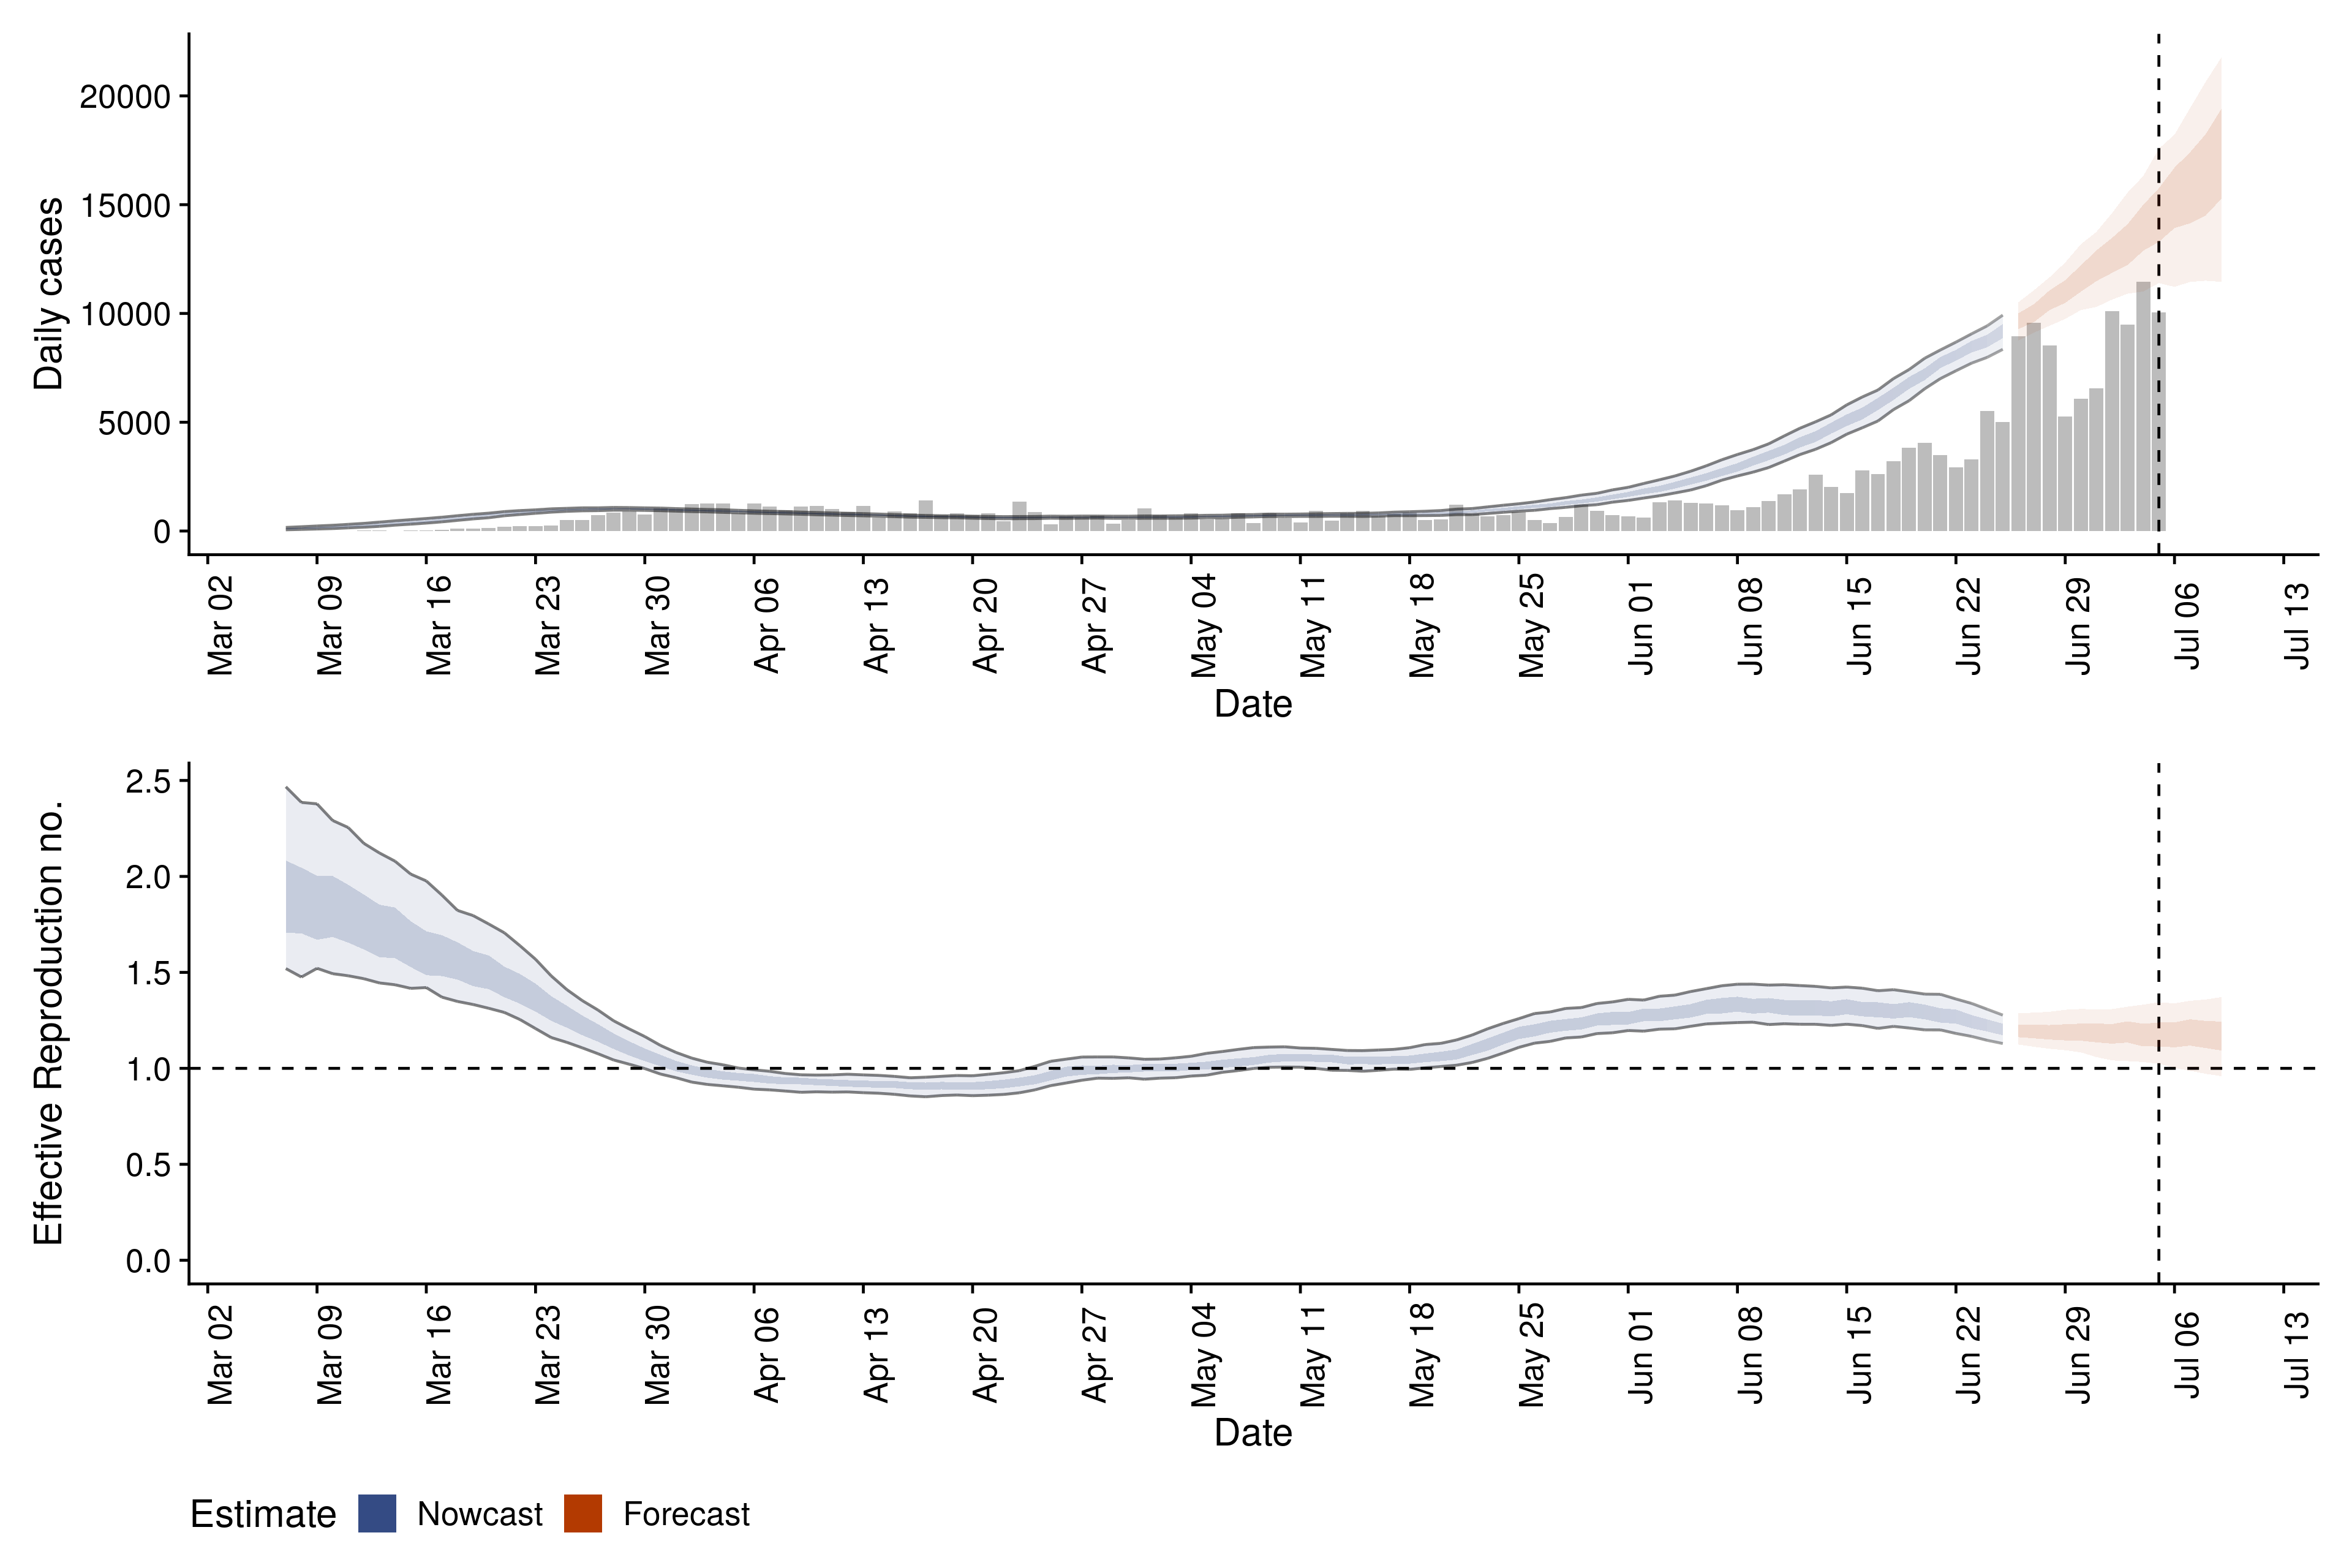 Daily cases
20000
15000
10000
5000
0
Mar 02 Mar 09 Mar 16 Mar 23 Mar 30 Apr 06 Apr 13 Apr 20 Apr 27 May 04 May 11 May 18 May 25 Jun 01 Jun 08 Jun 15 Jun 22 Jun 29 Jul 06 Jul 13
Date
Effective Reproduction no.
2.5
2.0
1.5
1.0
0.5
0.0
Mar 02 Mar 09 Mar 16 Mar 23 Mar 30 Apr 06 Apr 13 Apr 20 Apr 27 May 04 May 11 May 18 May 25 Jun 01 Jun 08 Jun 15 Jun 22 Jun 29 Jul 06 Jul 13
Date
Estimate Nowcast Forecast